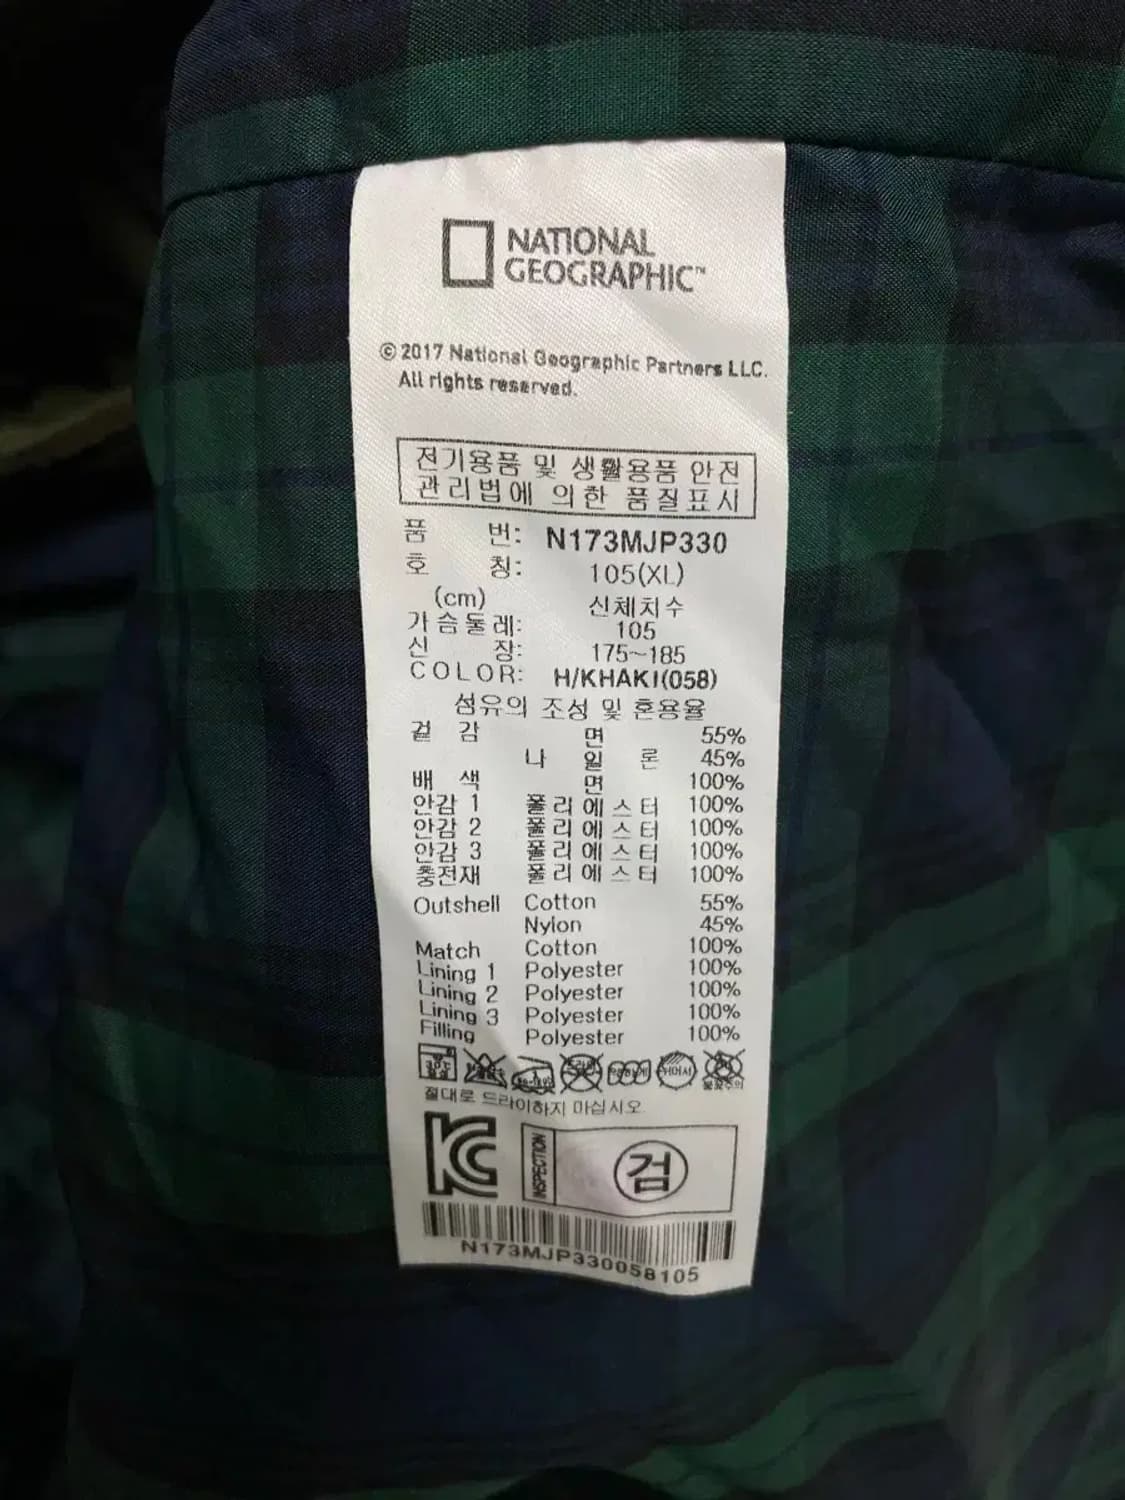 NATIONAL
GEOGRAPHIC™
© 2017 National Geographic Partners LLC.
All rights reserved.
전기용품 및 생활용품 안전
관리법에 의한 품질표시
품 번: N173MJP330
호 칭: 105(XL)
(cm) 신체치수
가슴둘레: 105
신 장: 175~185
COLOR: H/KHAKI(058)
섬유의 조성 및 혼용율
겉 감 면 55%
나 일 론 45%
배 색 면 100%
안감 1 폴리에스터 100%
안감 2 폴리에스터 100%
안감 3 폴리에스터 100%
충전재 폴리에스터 100%
Outshell Cotton 55%
Nylon 45%
Match Cotton 100%
Lining 1 Polyester 100%
Lining 2 Polyester 100%
Lining 3 Polyester 100%
Filling Polyester 100%
30℃
절대로 드라이하지 마십시오
KC INSPECTION 검
N173MJP330058105